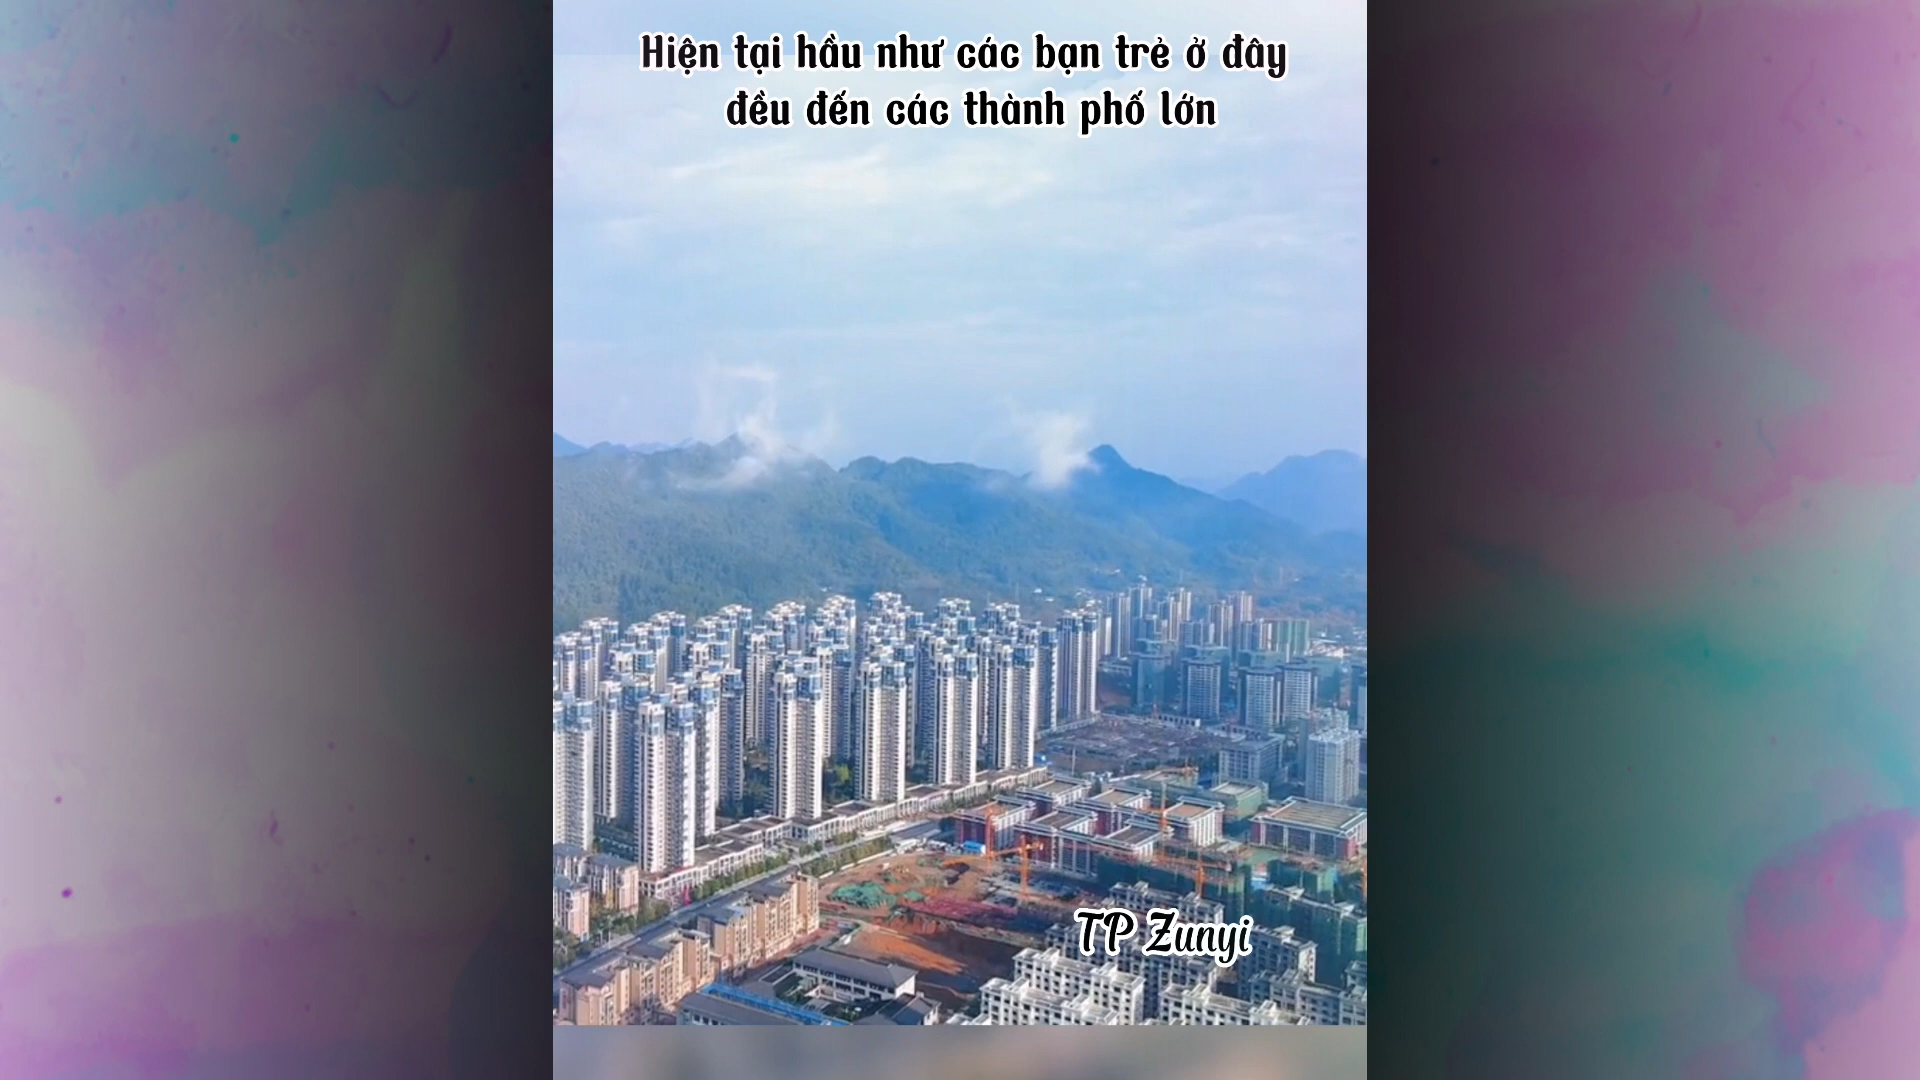 Hiện tại hầu như các bạn trẻ ở đây
đều đến các thành phố lớn
TP Zunyi